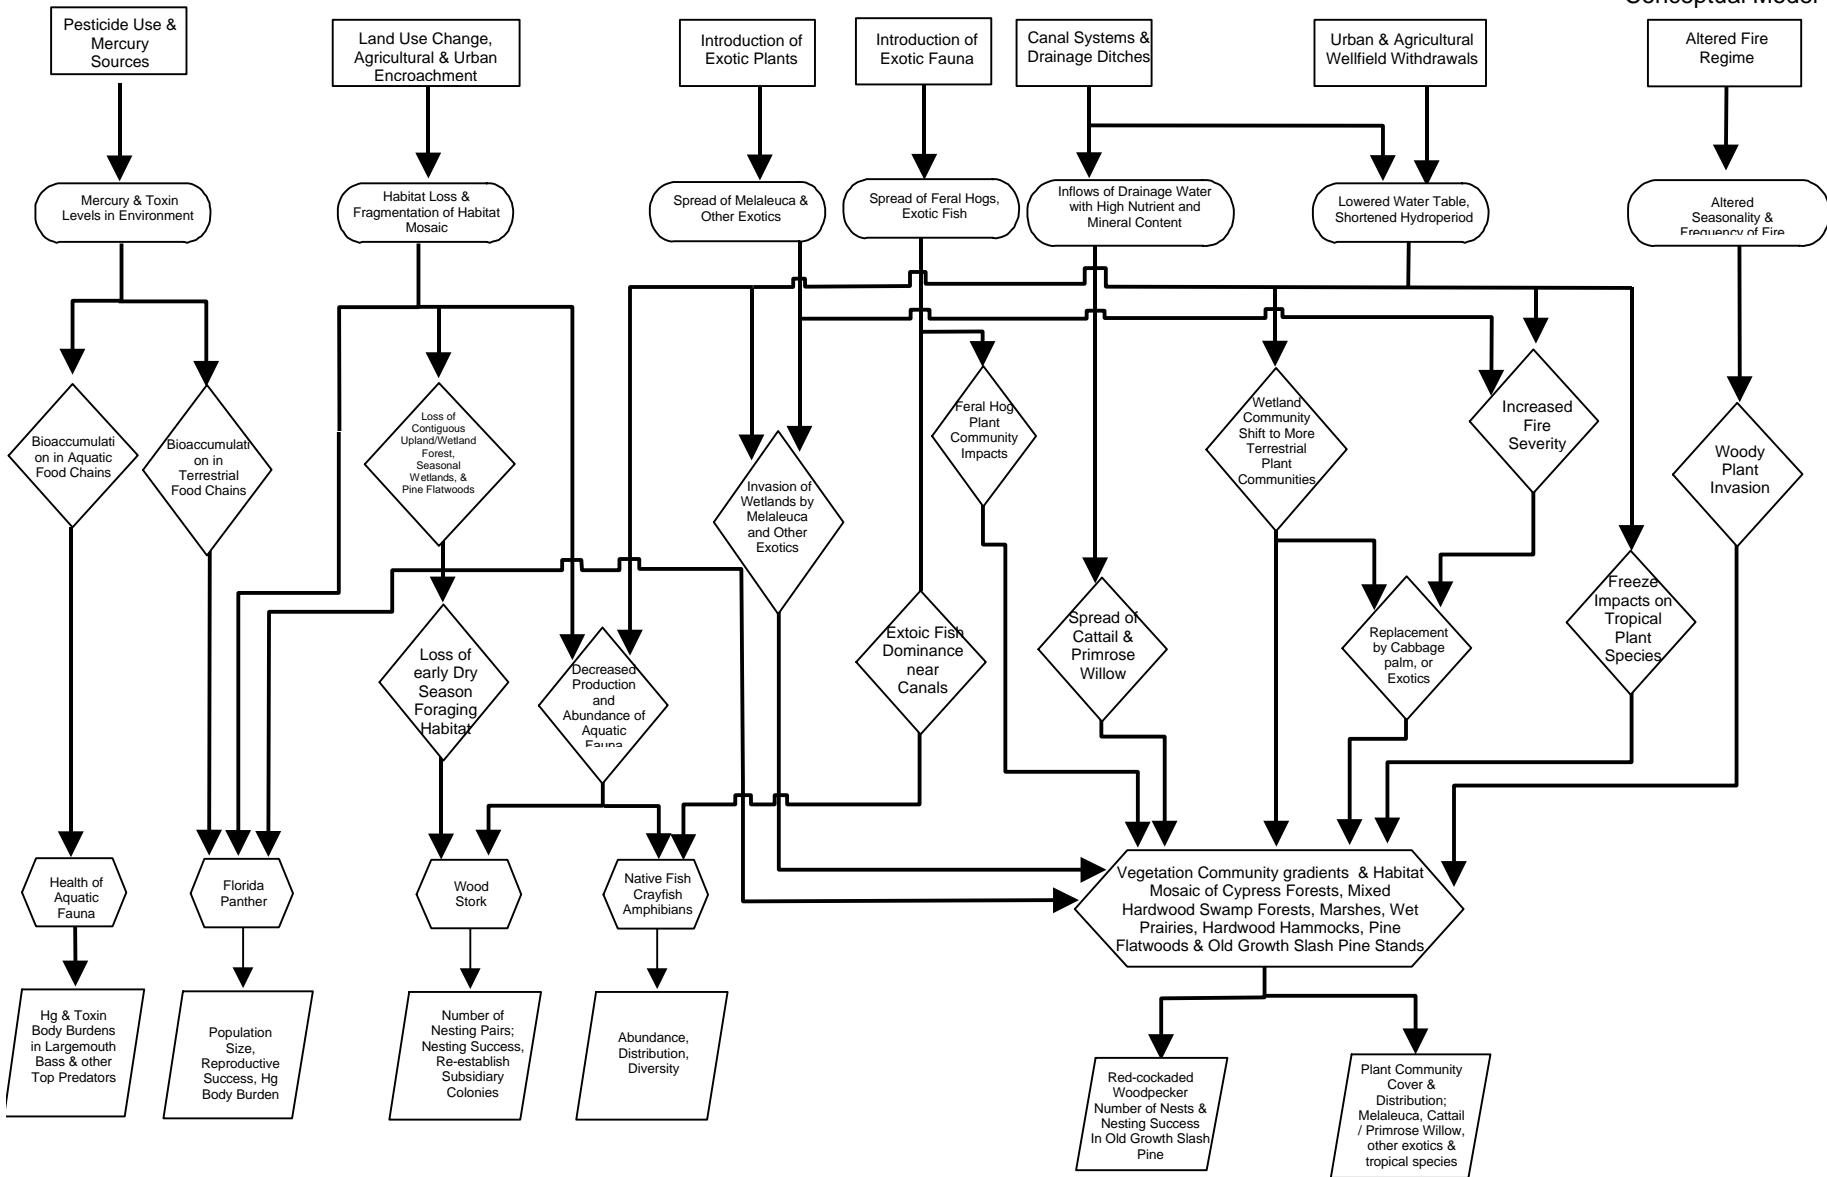 Conceptual Model
Pesticide Use &
Mercury
Sources
Land Use Change,
Agricultural & Urban
Encroachment
Introduction of
Exotic Plants
Introduction of
Exotic Fauna
Canal Systems &
Drainage Ditches
Urban & Agricultural
Wellfield Withdrawals
Altered Fire
Regime
Mercury & Toxin
Levels in Environment
Habitat Loss &
Fragmentation of Habitat
Mosaic
Spread of Melaleuca &
Other Exotics
Spread of Feral Hogs,
Exotic Fish
Inflows of Drainage Water
with High Nutrient and
Mineral Content
Lowered Water Table,
Shortened Hydroperiod
Altered
Seasonality &
Frequency of Fire
Bioaccumulati
on in Aquatic
Food Chains
Bioaccumulati
on in
Terrestrial
Food Chains
Loss of
Contiguous
Upland/Wetland
Forest,
Seasonal
Wetlands, &
Pine Flatwoods
Invasion of
Wetlands by
Melaleuca
and Other
Exotics
Feral Hog
Plant
Community
Impacts
Wetland
Community
Shift to More
Terrestrial
Plant
Communities
Increased
Fire
Severity
Woody
Plant
Invasion
Loss of
early Dry
Season
Foraging
Habitat
Decreased
Production
and
Abundance of
Aquatic
Fauna
Extoic Fish
Dominance
near
Canals
Spread of
Cattail &
Primrose
Willow
Replacement
by Cabbage
palm, or
Exotics
Freeze
Impacts on
Tropical
Plant
Species
Health of
Aquatic
Fauna
Florida
Panther
Wood
Stork
Native Fish
Crayfish
Amphibians
Vegetation Community gradients & Habitat
Mosaic of Cypress Forests, Mixed
Hardwood Swamp Forests, Marshes, Wet
Prairies, Hardwood Hammocks, Pine
Flatwoods & Old Growth Slash Pine Stands
Hg & Toxin
Body Burdens
in Largemouth
Bass & other
Top Predators
Population
Size,
Reproductive
Success, Hg
Body Burden
Number of
Nesting Pairs;
Nesting Success,
Re-establish
Subsidiary
Colonies
Abundance,
Distribution,
Diversity
Red-cockaded
Woodpecker
Number of Nests &
Nesting Success
In Old Growth Slash
Pine
Plant Community
Cover &
Distribution;
Melaleuca, Cattail
/ Primrose Willow,
other exotics &
tropical species